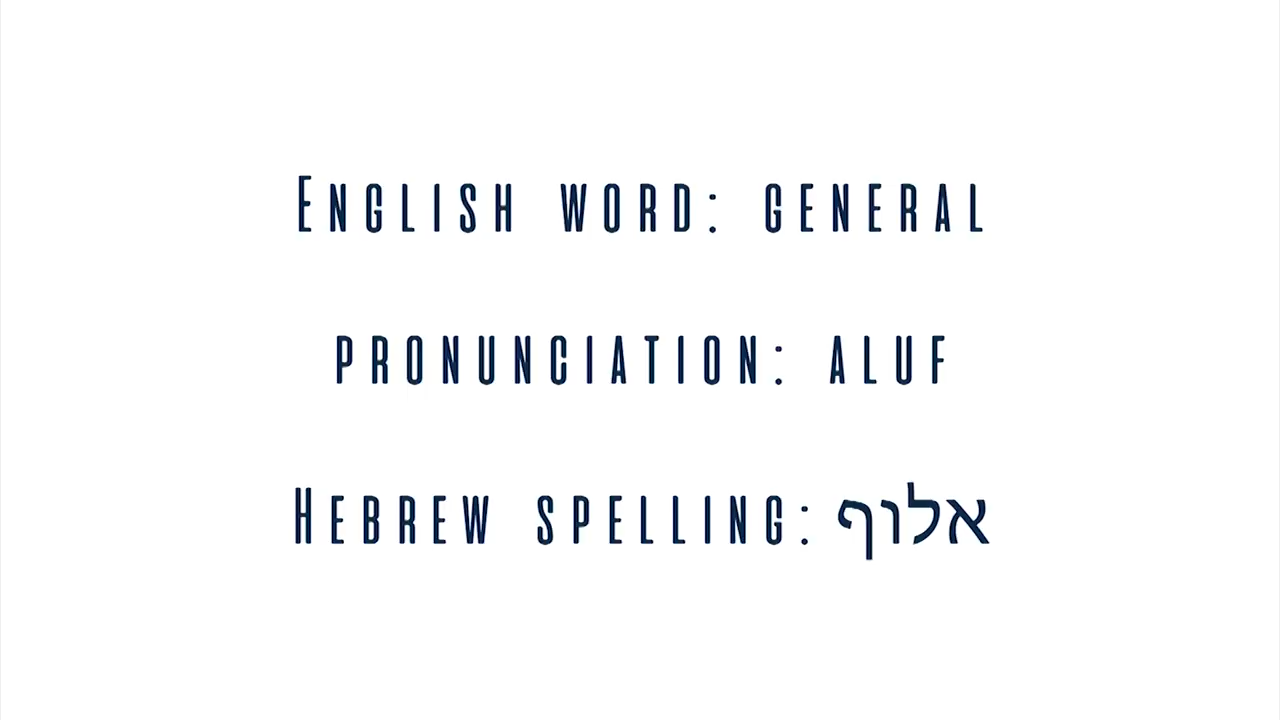 English word: general
pronunciation: aluf
Hebrew spelling: אלוף